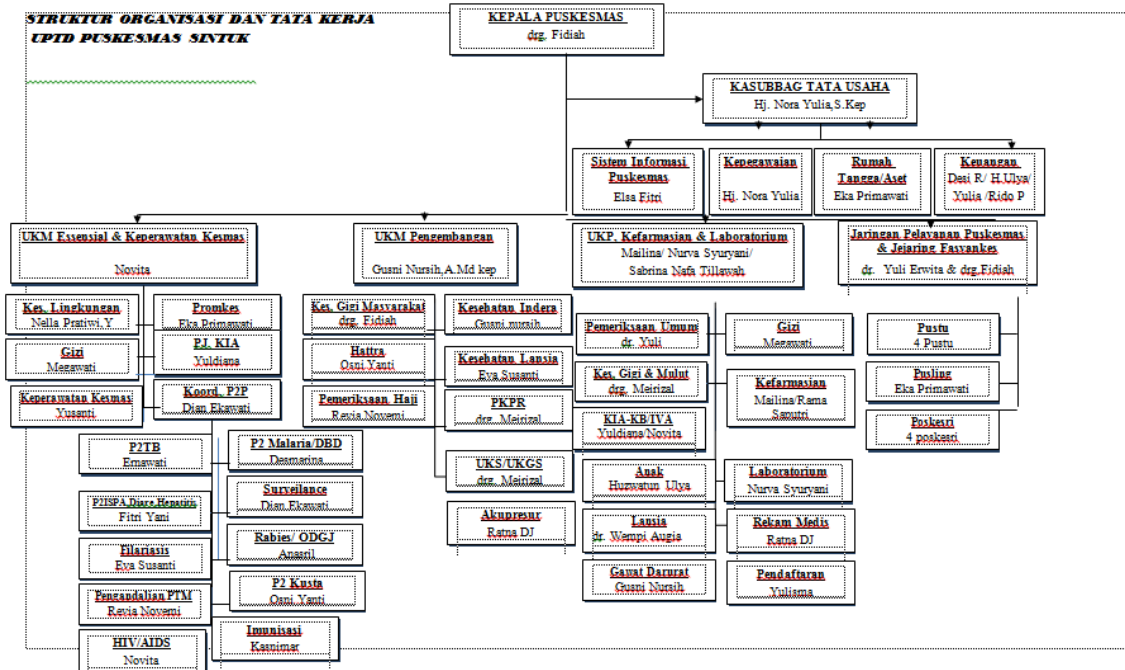 STRUKTUR ORGANISASI DAN TATA KERJA
UPTD PUSKESMAS SINTUK
KEPALA PUSKESMAS
drg. Fidiah
KASUBBAG TATA USAHA
Hj. Nora Yulia,S.Kep
Sistem Informasi
Puskesmas
Elsa Fitri
Kepegawaian
Hj. Nora Yulia
Rumah
Tangga/Aset
Eka Primawati
Keuangan
Desi R/ H.Ulya/
Yulia /Rido P
UKM Essensial & Keperawatan Kesmas
Novita
UKM Pengembangan
Gusni Nursih,A.Md kep
UKP, Kefarmasian & Laboratorium
Mailina/ Nurva Syuryani/
Sabrina Nafa Tillawah
Jaringan Pelayanan Puskesmas
& Jejaring Fasyankes
dr. Yuli Erwita & drg.Fidiah
Kes. Lingkungan
Nella Pratiwi,Y
Promkes
Eka Primawati
Gizi
Megawati
PJ. KIA
Yuldiana
Keperawatan Kesmas
Yusanti.
Koord. P2P
Dian Ekawati
P2TB
Ernawati
P2 Malaria/DBD
Desmarina
P2ISPA,Diare,Hepatitis
Fitri Yani
Surveilance
Dian Ekawati
Filariasis
Eva Susanti
Rabies/ ODGJ
Anasril
Pengandalian PTM
Revia Novemi
P2 Kusta
Osni Yanti
HIV/AIDS
Novita
Imunisasi
Kasnimar
Kes. Gigi Masyarakat
drg. Fidiah
Kesehatan Indera
Gusni nursih
Hattra
Osni Yanti
Kesehatan Lansia
Eva Susanti
Pemeriksaan Haji
Revia Novemi
PKPR
drg. Meirizal
UKS/UKGS
drg. Meirizal
Akupresur
Ratna DJ
Pemeriksaan Umum
dr. Yuli
Gizi
Megawati
Kes. Gigi & Mulut
drg. Meirizal
Kefarmasian
Mailina/Rama
Saputri
KIA-KB/IVA
Yuldiana/Novita
Anak
Huzwatun Ulya
Laboratorium
Nurva Syuryani
Lansia
dr. Wempi Augia
Rekam Medis
Ratna DJ
Gawat Darurat
Gusni Nursih
Pendaftaran
Yulisma
Pustu
4 Pustu
Pusling
Eka Primawati
Poskesri
4 poskesri